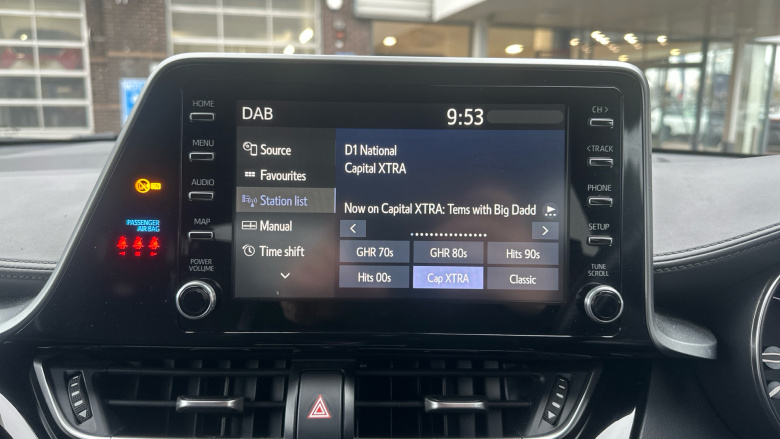 HOME
MENU
AUDIO
MAP
POWER
VOLUME
PASSENGER
AIR BAG
DAB
9:53
Source
Favourites
Station list
Manual
Time shift
D1 National
Capital XTRA
Now on Capital XTRA: Tems with Big Dadd
GHR 70s
GHR 80s
Hits 90s
Hits 00s
Cap XTRA
Classic
CH >
< TRACK
PHONE
SETUP
TUNE
SCROLL